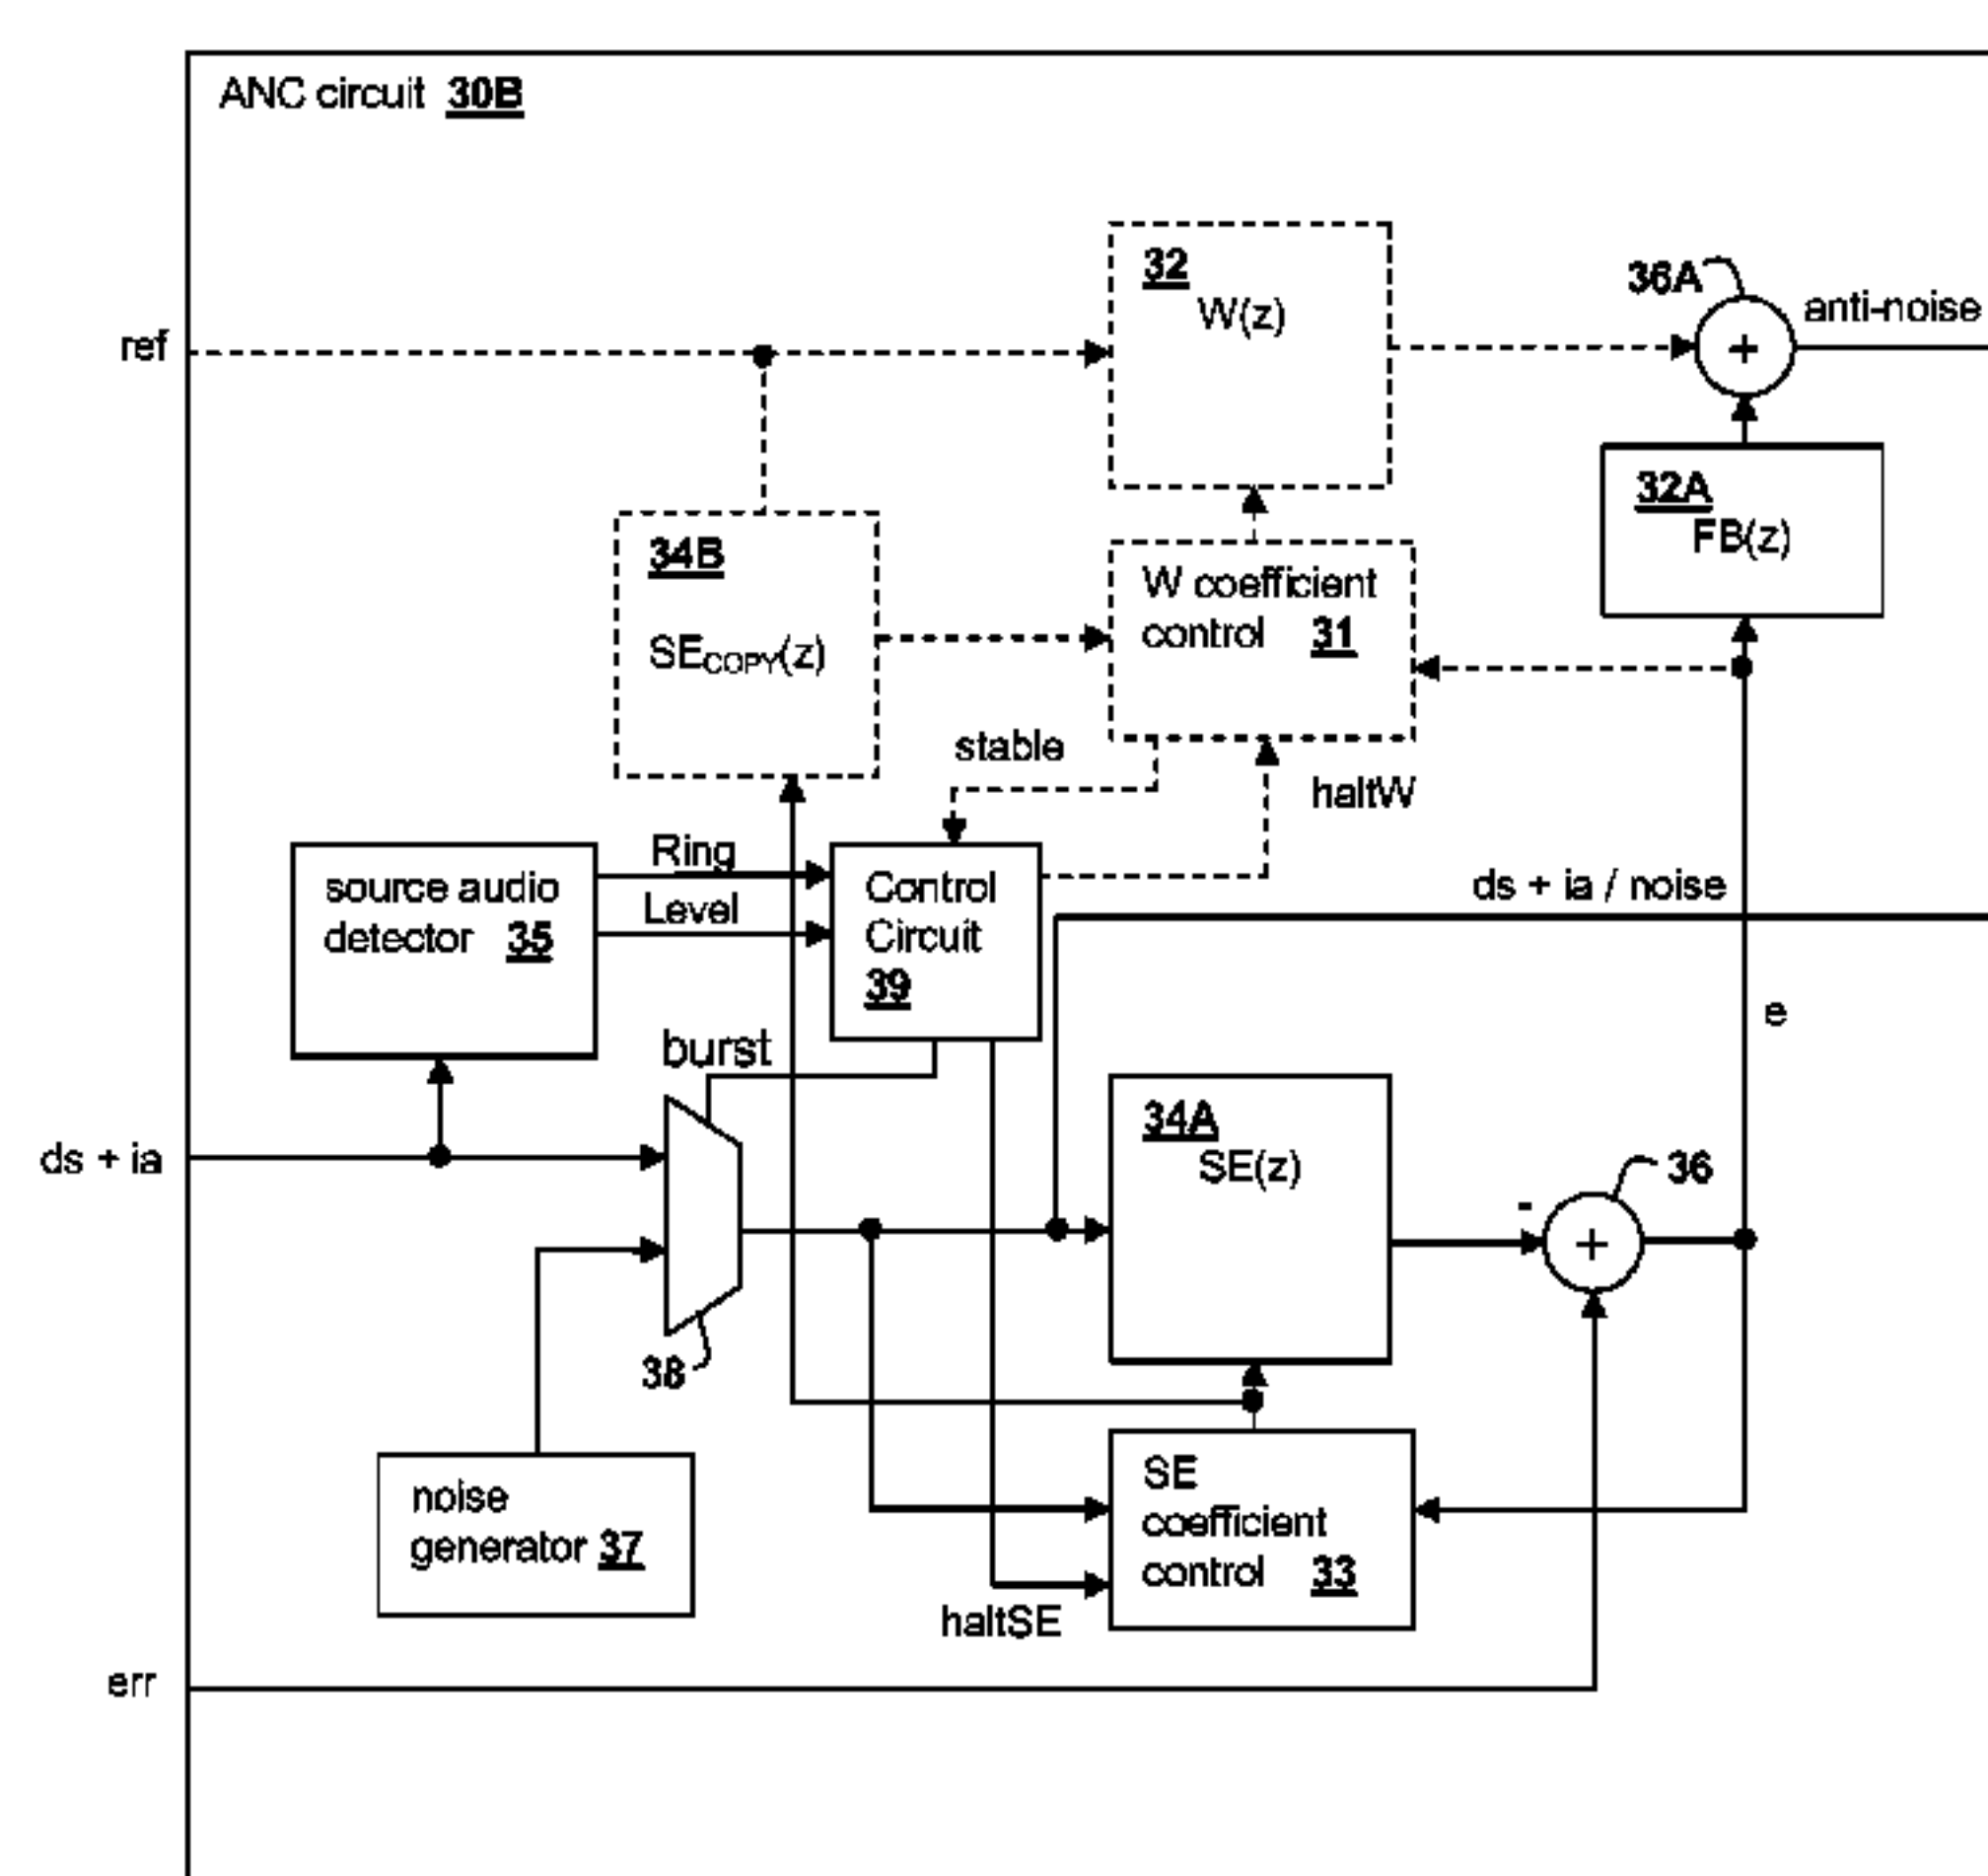 ANC circuit 30B
32
W(z)
36A
anti-noise
ref
+
32A
FB(z)
34B
SECOPY(z)
W coefficient
control 31
stable
haltW
Ring
Level
source audio
detector 35
Control
Circuit
39
ds + ia / noise
e
burst
34A
SE(z)
36
ds + ia
-
+
38
SE
coefficient
control 33
noise
generator 37
haltSE
err